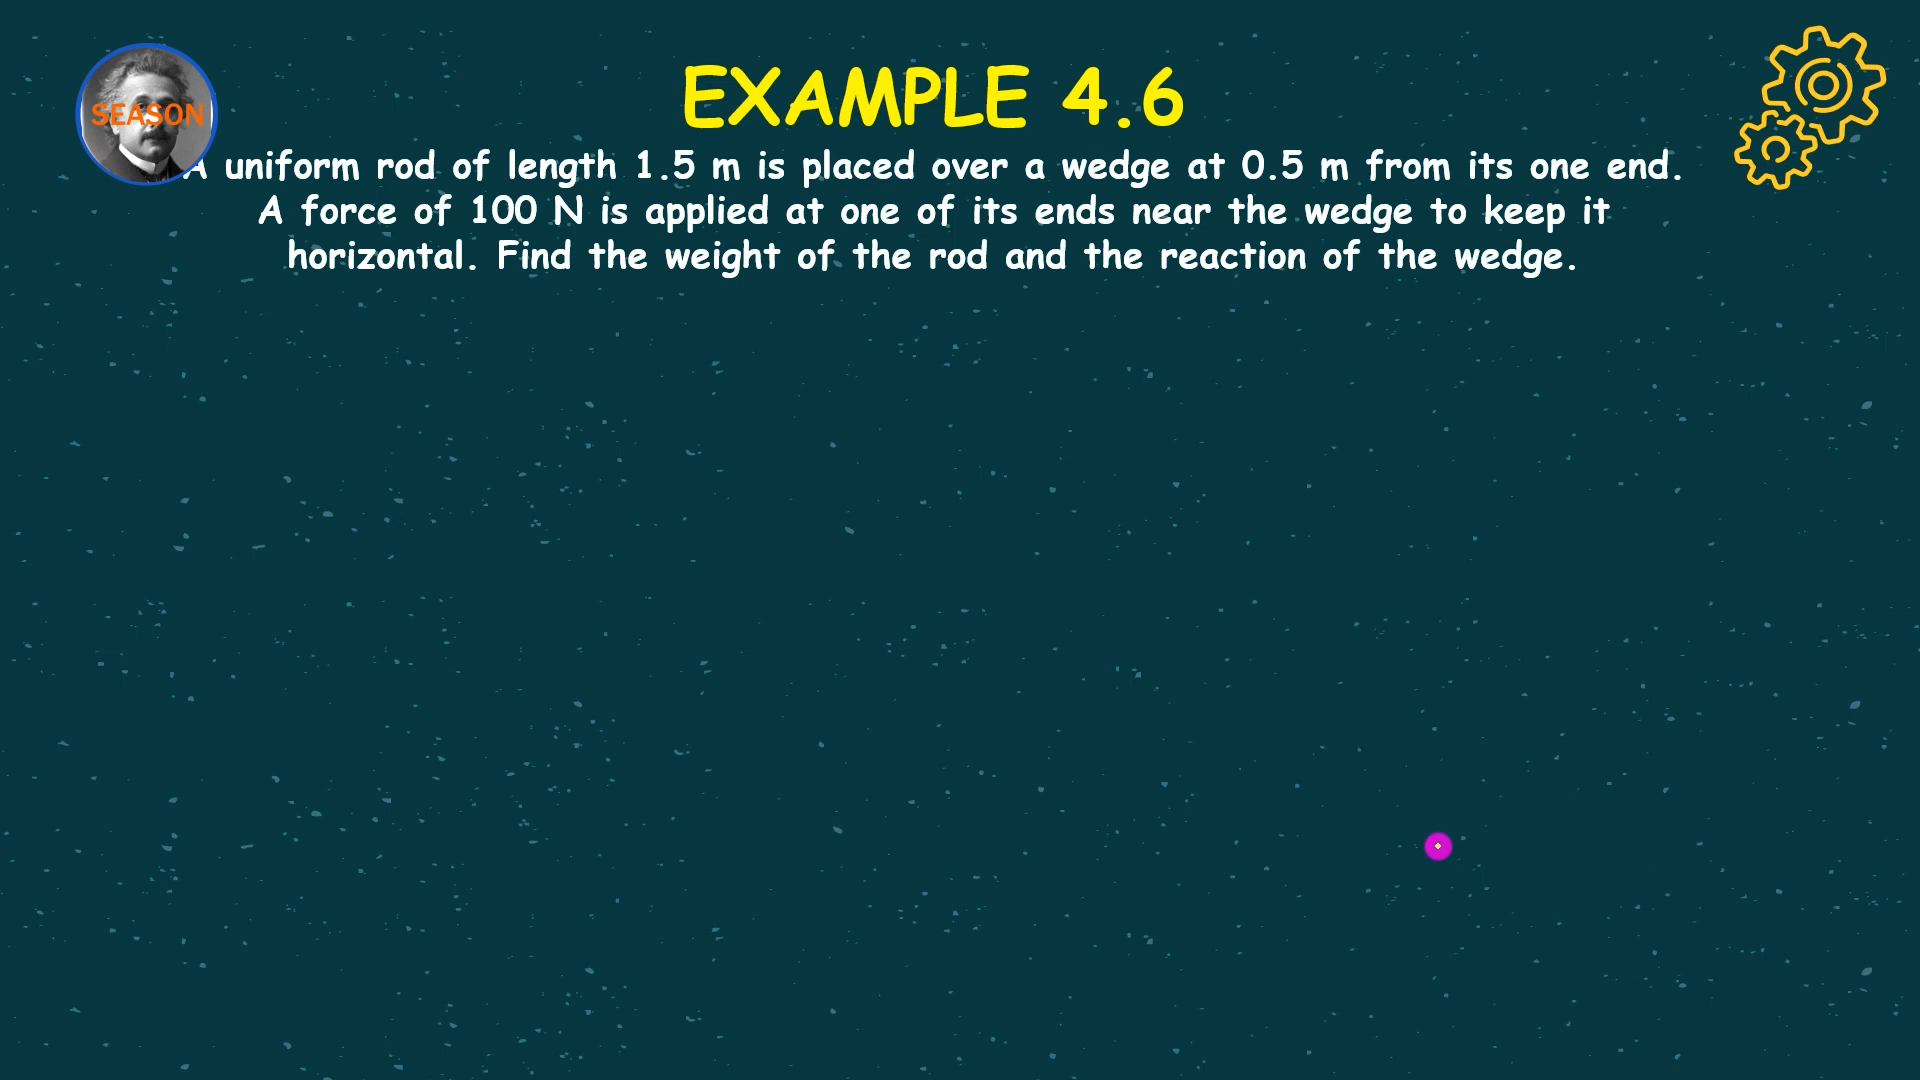 EXAMPLE 4.6
SEASON
A uniform rod of length 1.5 m is placed over a wedge at 0.5 m from its one end.
A force of 100 N is applied at one of its ends near the wedge to keep it
horizontal. Find the weight of the rod and the reaction of the wedge.